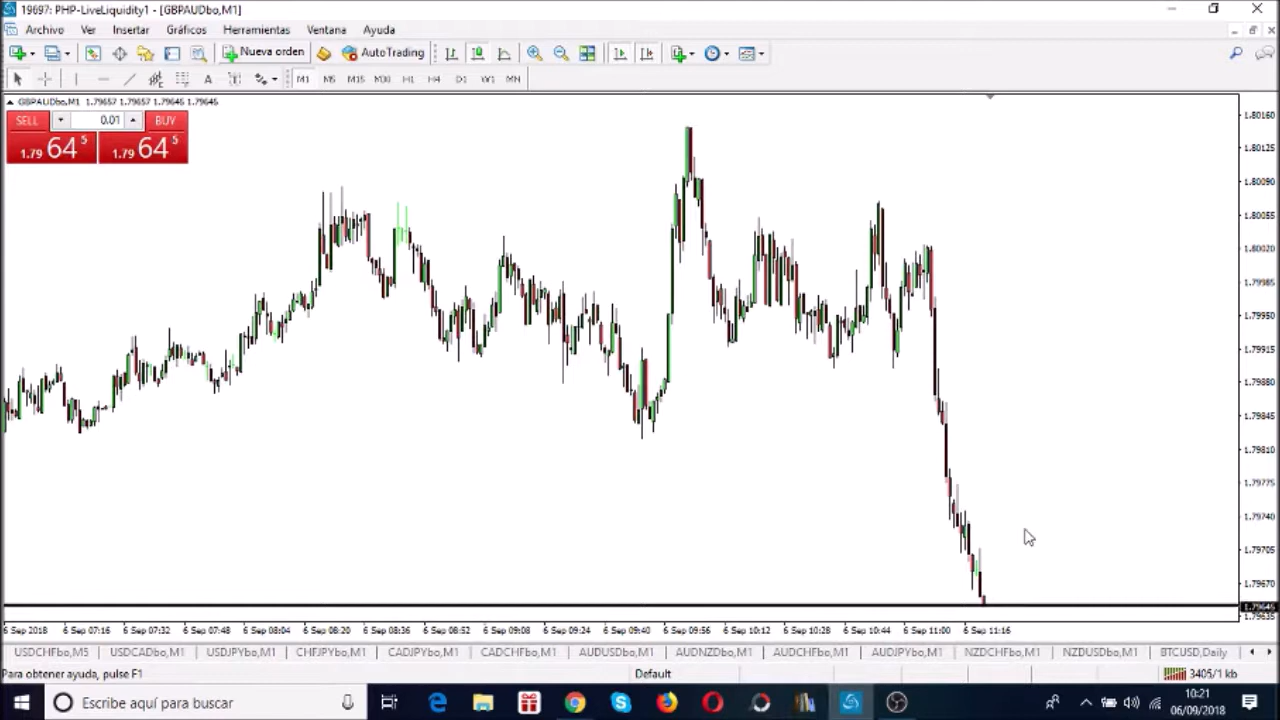 19697: PHP-LiveLiquidity1 - [GBPAUDbo,M1]
Archivo Ver Insertar Gráficos Herramientas Ventana Ayuda
Nueva orden AutoTrading
A T M1 M5 M15 M30 H1 H4 D1 W1 MN
GBPAUDbo,M1 1.79657 1.79657 1.79645 1.79645
SELL 0.01 BUY
1.79 64 5 1.79 64 5
1.80160
1.80125
1.80090
1.80055
1.80020
1.79985
1.79950
1.79915
1.79880
1.79845
1.79810
1.79775
1.79740
1.79705
1.79670
1.79645
1.79635
6 Sep 2018 6 Sep 07:16 6 Sep 07:32 6 Sep 07:48 6 Sep 08:04 6 Sep 08:20 6 Sep 08:36 6 Sep 08:52 6 Sep 09:08 6 Sep 09:24 6 Sep 09:40 6 Sep 09:56 6 Sep 10:12 6 Sep 10:28 6 Sep 10:44 6 Sep 11:00 6 Sep 11:16
USDCHFbo,M5 USDCADbo,M1 USDJPYbo,M1 CHFJPYbo,M1 CADJPYbo,M1 CADCHFbo,M1 AUDUSDbo,M1 AUDNZDbo,M1 AUDCHFbo,M1 AUDJPYbo,M1 NZDCHFbo,M1 NZDUSDbo,M1 BTCUSD,Daily
Para obtener ayuda, pulse F1 Default 3405/1 kb
Escribe aquí para buscar 10:21
06/09/2018